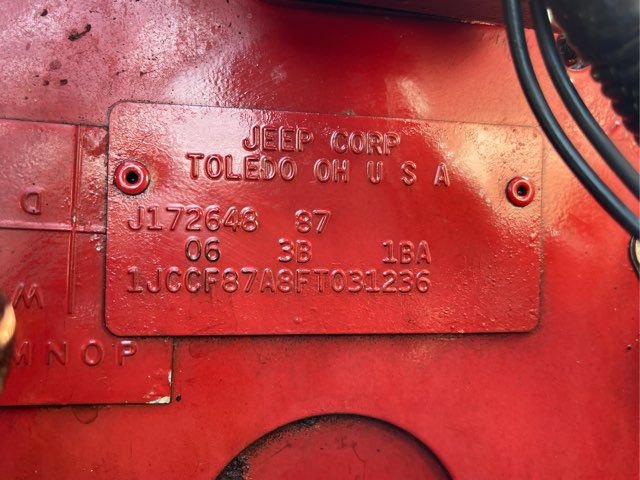 JEEP CORP
TOLEDO OH U S A
J172648 87
06 3B 1BA
1JCCF87A8FT031236
D
W
MNOP